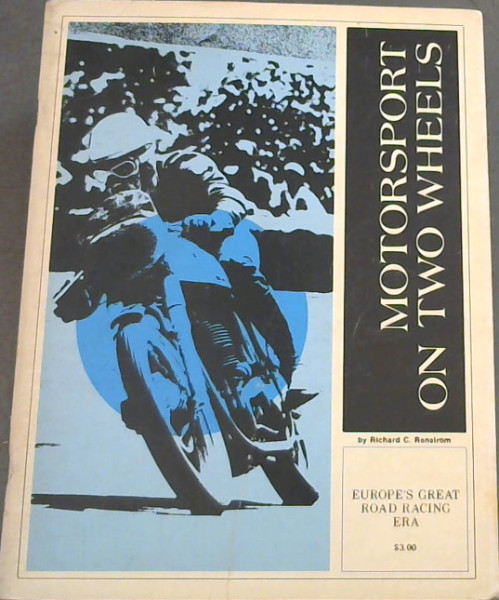 MOTORSPORT
ON TWO WHEELS
by Richard C. Renstrom
EUROPE'S GREAT
ROAD RACING
ERA
$3.00